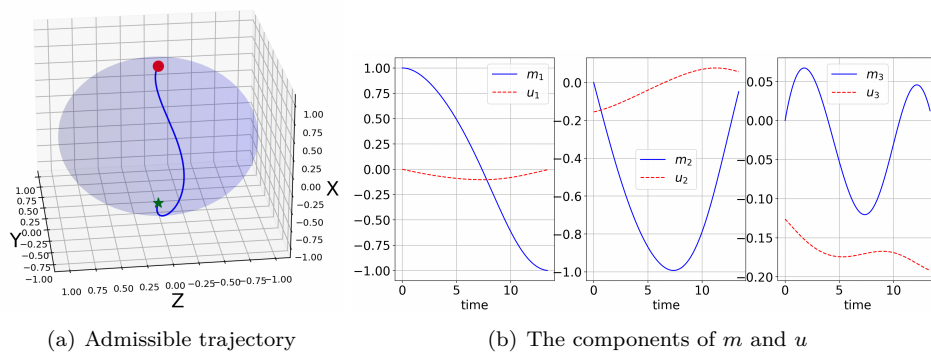 1.00
0.75
0.50
0.25
0.00
−0.25
−0.50
−0.75
−1.00
X
1.00
0.75
0.50
0.25
0.00
−0.25
−0.50
−0.75
−1.00
Y
1.00 0.75 0.50 0.25 0.00 −0.25 −0.50 −0.75 −1.00
Z
(a) Admissible trajectory
1.00
0.75
0.50
0.25
0.00
−0.25
−0.50
−0.75
−1.00
0 5 10
time
m₁
u₁
0.0
−0.2
−0.4
−0.6
−0.8
−1.0
0 5 10
time
m₂
u₂
0.05
0.00
−0.05
−0.10
−0.15
−0.20
0 5 10
time
m₃
u₃
(b) The components of m and u